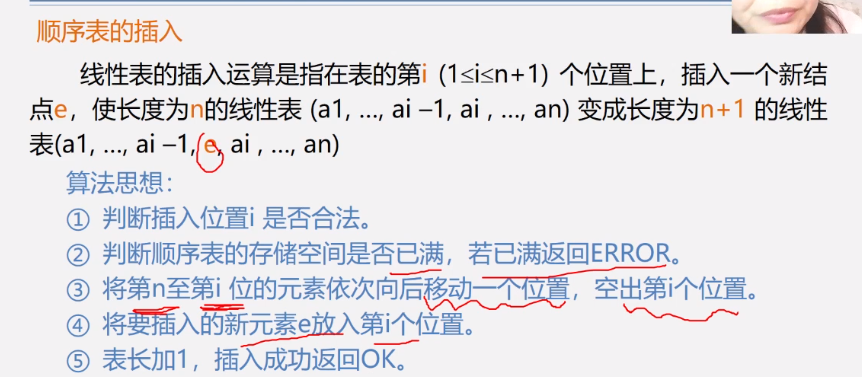 顺序表的插入
线性表的插入运算是指在表的第i (1≤i≤n+1) 个位置上，插入一个新结
点e，使长度为n的线性表 (a1, …, ai –1, ai , …, an) 变成长度为n+1 的线性
表(a1, …, ai –1, e, ai , …, an)
算法思想：
① 判断插入位置i 是否合法。
② 判断顺序表的存储空间是否已满，若已满返回ERROR。
③ 将第n至第i 位的元素依次向后移动一个位置，空出第i个位置。
④ 将要插入的新元素e放入第i个位置。
⑤ 表长加1，插入成功返回OK。